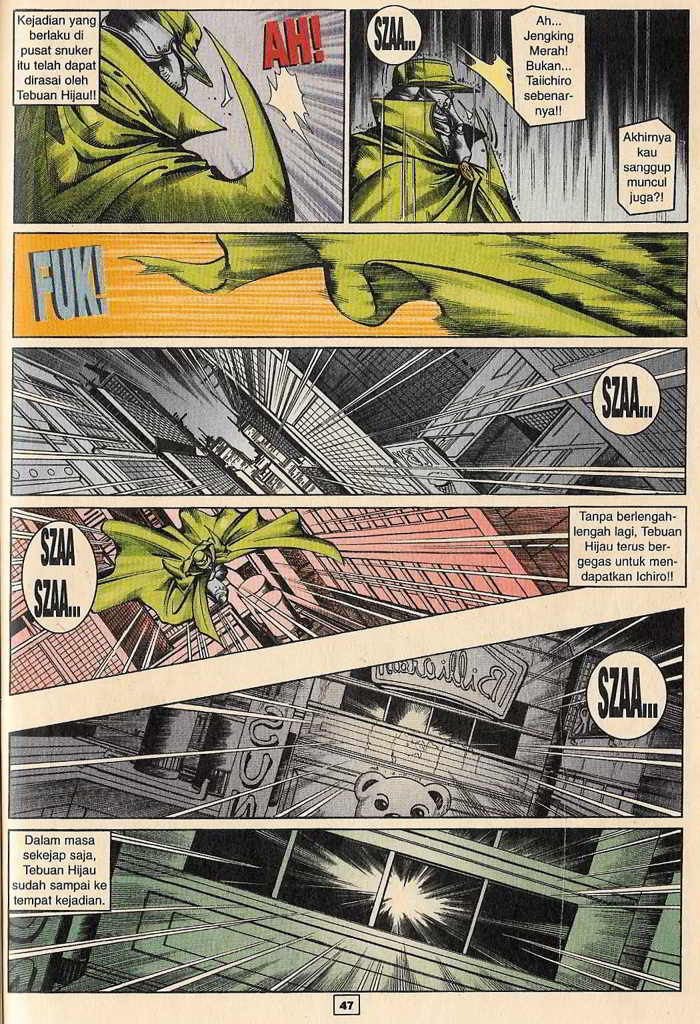 Kejadian yang
berlaku di
pusat snuker
itu telah dapat
dirasai oleh
Tebuan Hijau!!
AH!
SZAA...
Ah...
Jengking
Merah!
Bukan...
Taiichiro
sebenar-
nya!!
Akhirnya
kau
sanggup
muncul
juga?!
FUK!
SZAA...
SZAA
SZAA...
Tanpa berlengah-
lengah lagi, Tebuan
Hijau terus ber-
gegas untuk men-
dapatkan Ichiro!!
SZAA...
Dalam masa
sekejap saja,
Tebuan Hijau
sudah sampai ke
tempat kejadian.
47